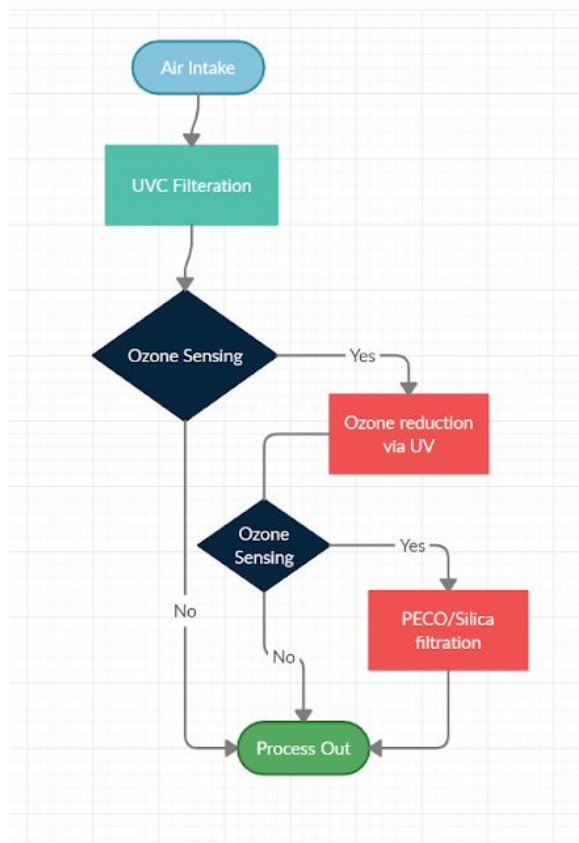 Air Intake
UVC Filteration
Ozone Sensing
Yes
Ozone reduction
via UV
Ozone
Sensing
Yes
No
PECO/Silica
filtration
No
Process Out